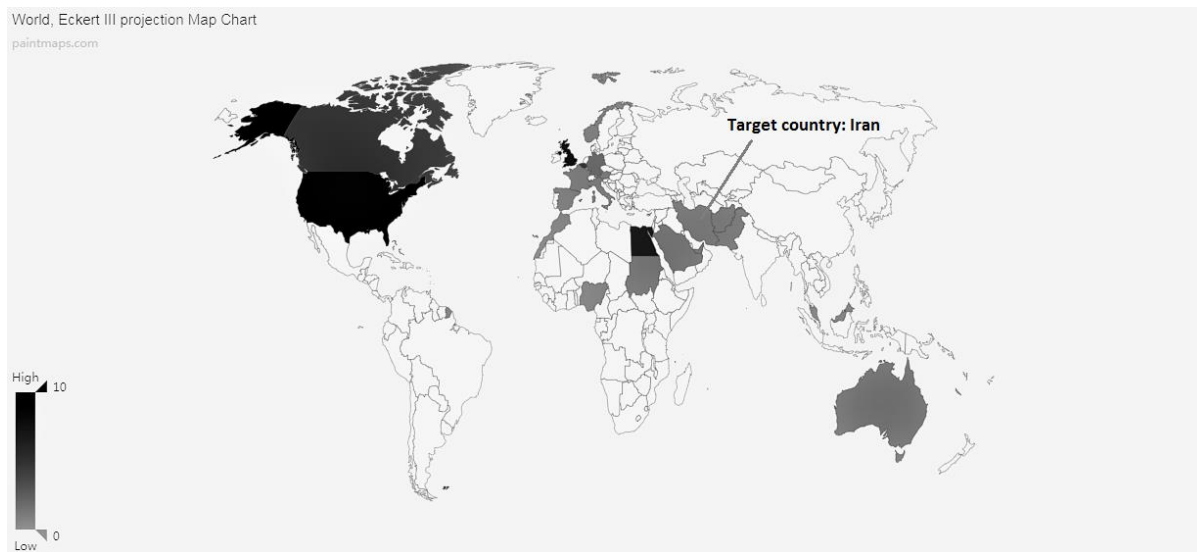 World, Eckert III projection Map Chart
paintmaps.com
Target country: Iran
High
10
0
Low